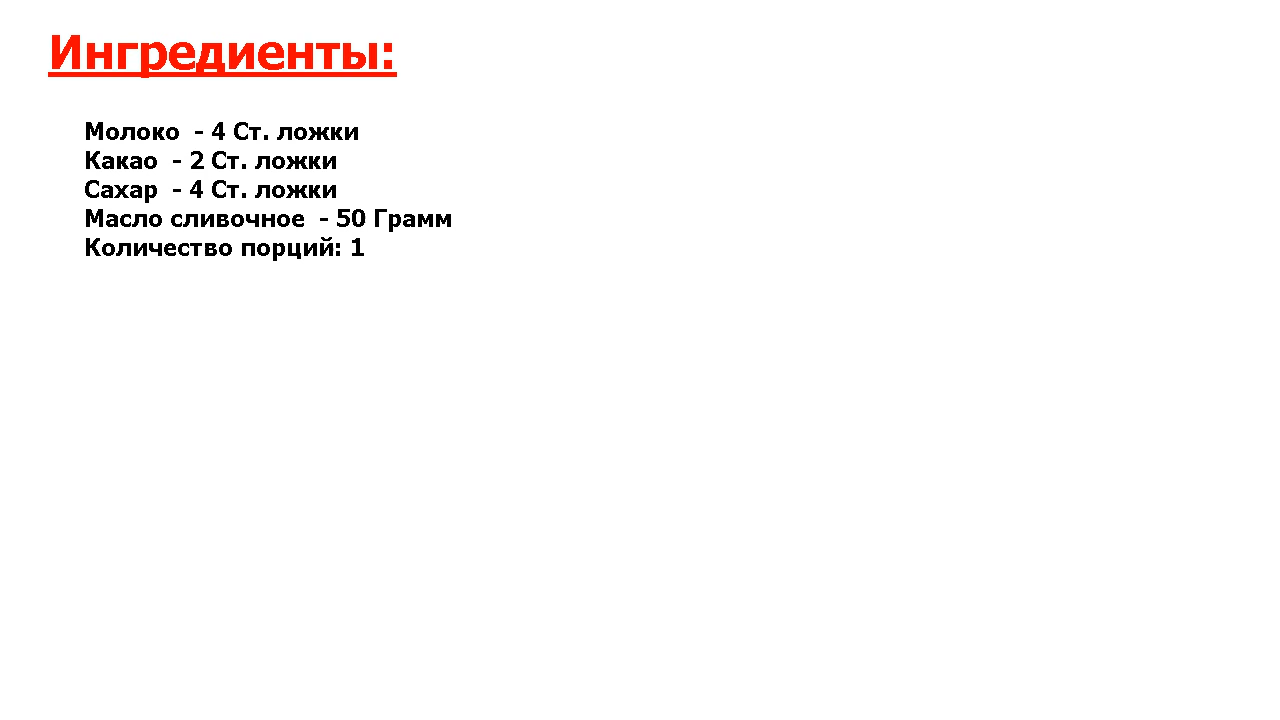 Ингредиенты:
Молоко  - 4 Ст. ложки
Какао  - 2 Ст. ложки
Сахар  - 4 Ст. ложки
Масло сливочное  - 50 Грамм
Количество порций: 1